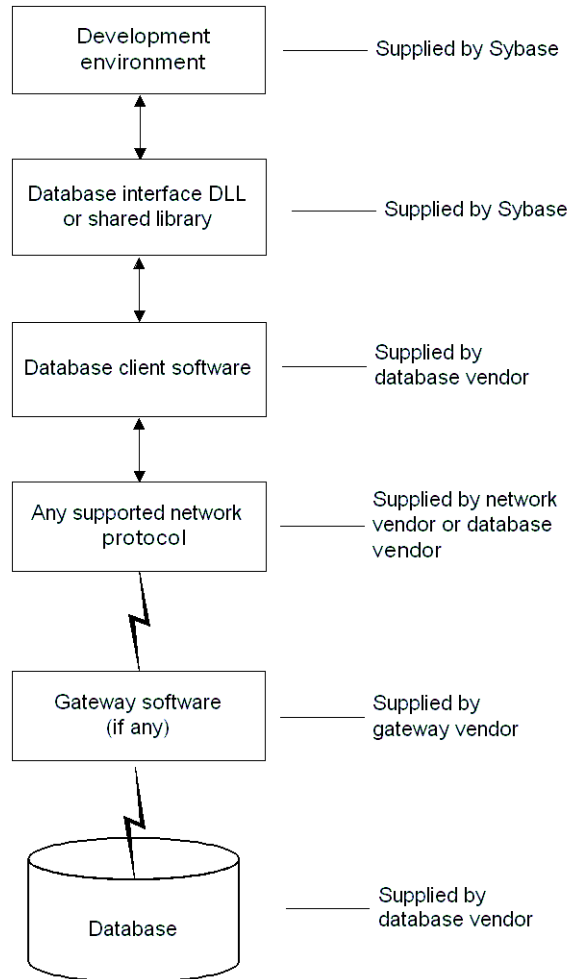 Development
environment
Supplied by Sybase
Database interface DLL
or shared library
Supplied by Sybase
Database client software
Supplied by
database vendor
Any supported network
protocol
Supplied by network
vendor or database
vendor
Gateway software
(if any)
Supplied by
gateway vendor
Database
Supplied by
database vendor